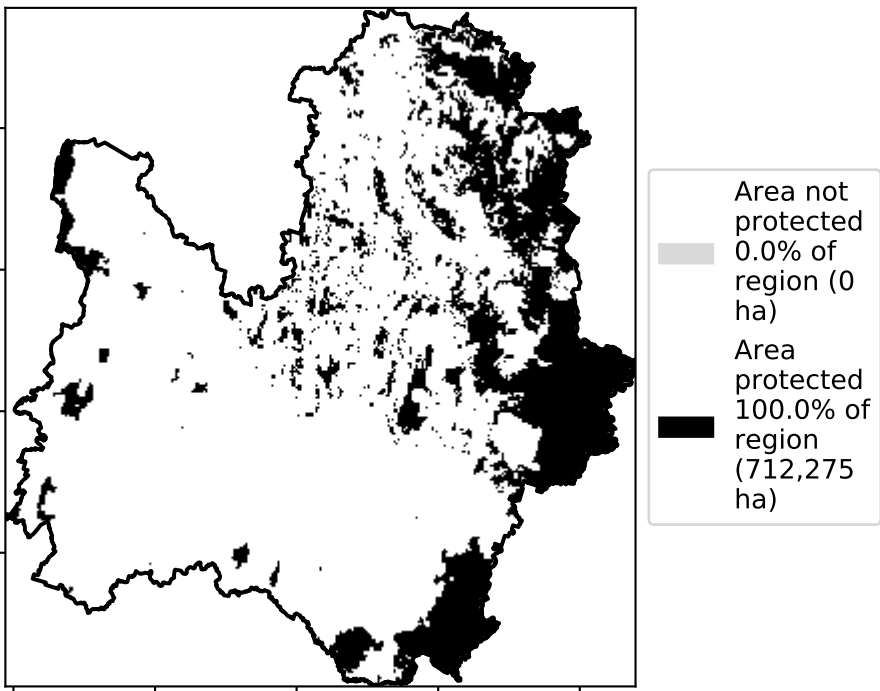 Area not
protected
0.0% of
region (0
ha)
Area
protected
100.0% of
region
(712,275
ha)